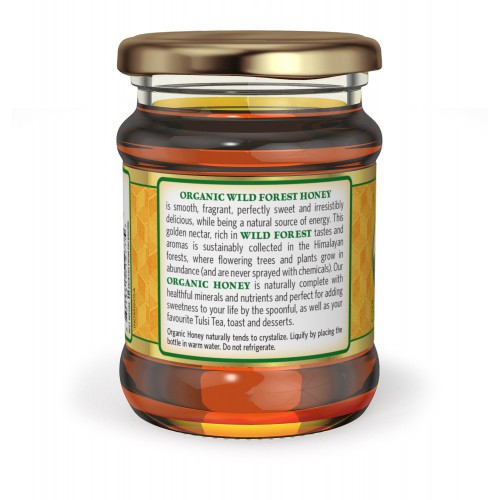 ORGANIC WILD FOREST HONEY
is smooth, fragrant, perfectly sweet and irresistibly
delicious, while being a natural source of energy. This
golden nectar, rich in WILD FOREST tastes and
aromas is sustainably collected in the Himalayan
forests, where flowering trees and plants grow in
abundance (and are never sprayed with chemicals). Our
ORGANIC HONEY is naturally complete with
healthful minerals and nutrients and perfect for adding
sweetness to your life by the spoonful, as well as your
favourite Tulsi Tea, toast and desserts.
Organic Honey naturally tends to crystalize. Liquify by placing the
bottle in warm water. Do not refrigerate.